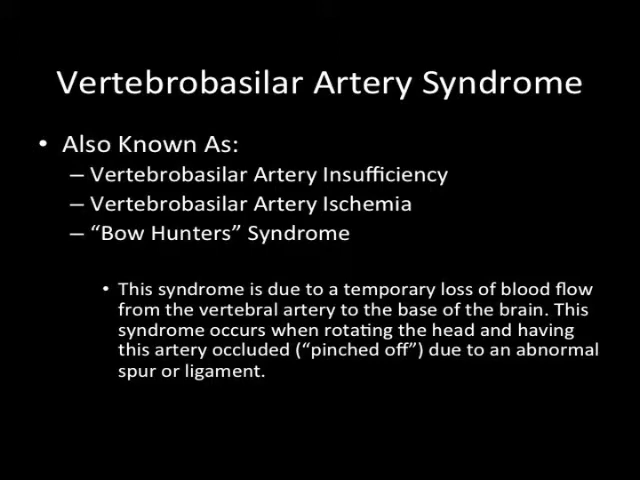 Vertebrobasilar Artery Syndrome
• Also Known As:
– Vertebrobasilar Artery Insufficiency
– Vertebrobasilar Artery Ischemia
– “Bow Hunters” Syndrome
• This syndrome is due to a temporary loss of blood flow
from the vertebral artery to the base of the brain. This
syndrome occurs when rotating the head and having
this artery occluded (“pinched off”) due to an abnormal
spur or ligament.